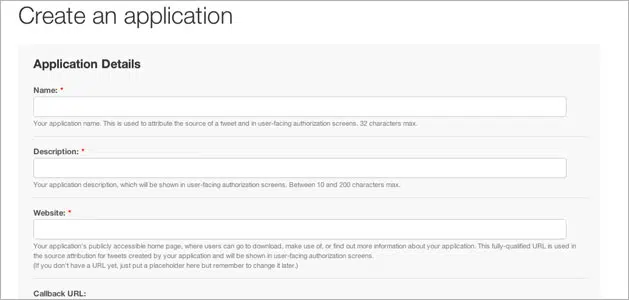 Create an application
Application Details
Name: *
Your application name. This is used to attribute the source of a tweet and in user-facing authorization screens. 32 characters max.
Description: *
Your application description, which will be shown in user-facing authorization screens. Between 10 and 200 characters max.
Website: *
Your application's publicly accessible home page, where users can go to download, make use of, or find out more information about your application. This fully-qualified URL is used in
the source attribution for tweets created by your application and will be shown in user-facing authorization screens.
(If you don't have a URL yet, just put a placeholder here but remember to change it later.)
Callback URL: